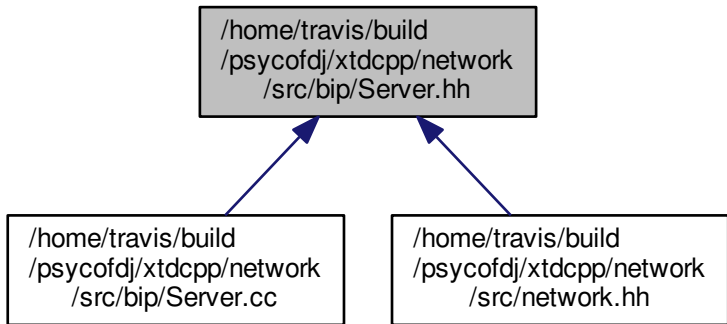 /home/travis/build
/psycofdj/xtdcpp/network
/src/bip/Server.hh
/home/travis/build
/psycofdj/xtdcpp/network
/src/bip/Server.cc
/home/travis/build
/psycofdj/xtdcpp/network
/src/network.hh